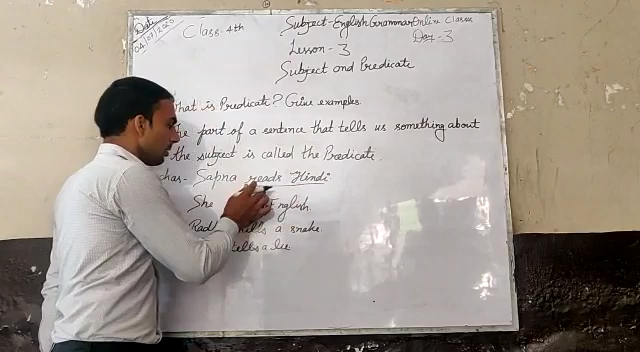 Date
04/07/2020
Class-4th
Subject-English Grammar Online Classes
Lesson-3
Day-3
Subject and Predicate
What is Predicate? Give examples.
The part of a sentence that tells us something about
the subject is called the Predicate.
Sapna reads Hindi
She English.
a snake.
tells a lie